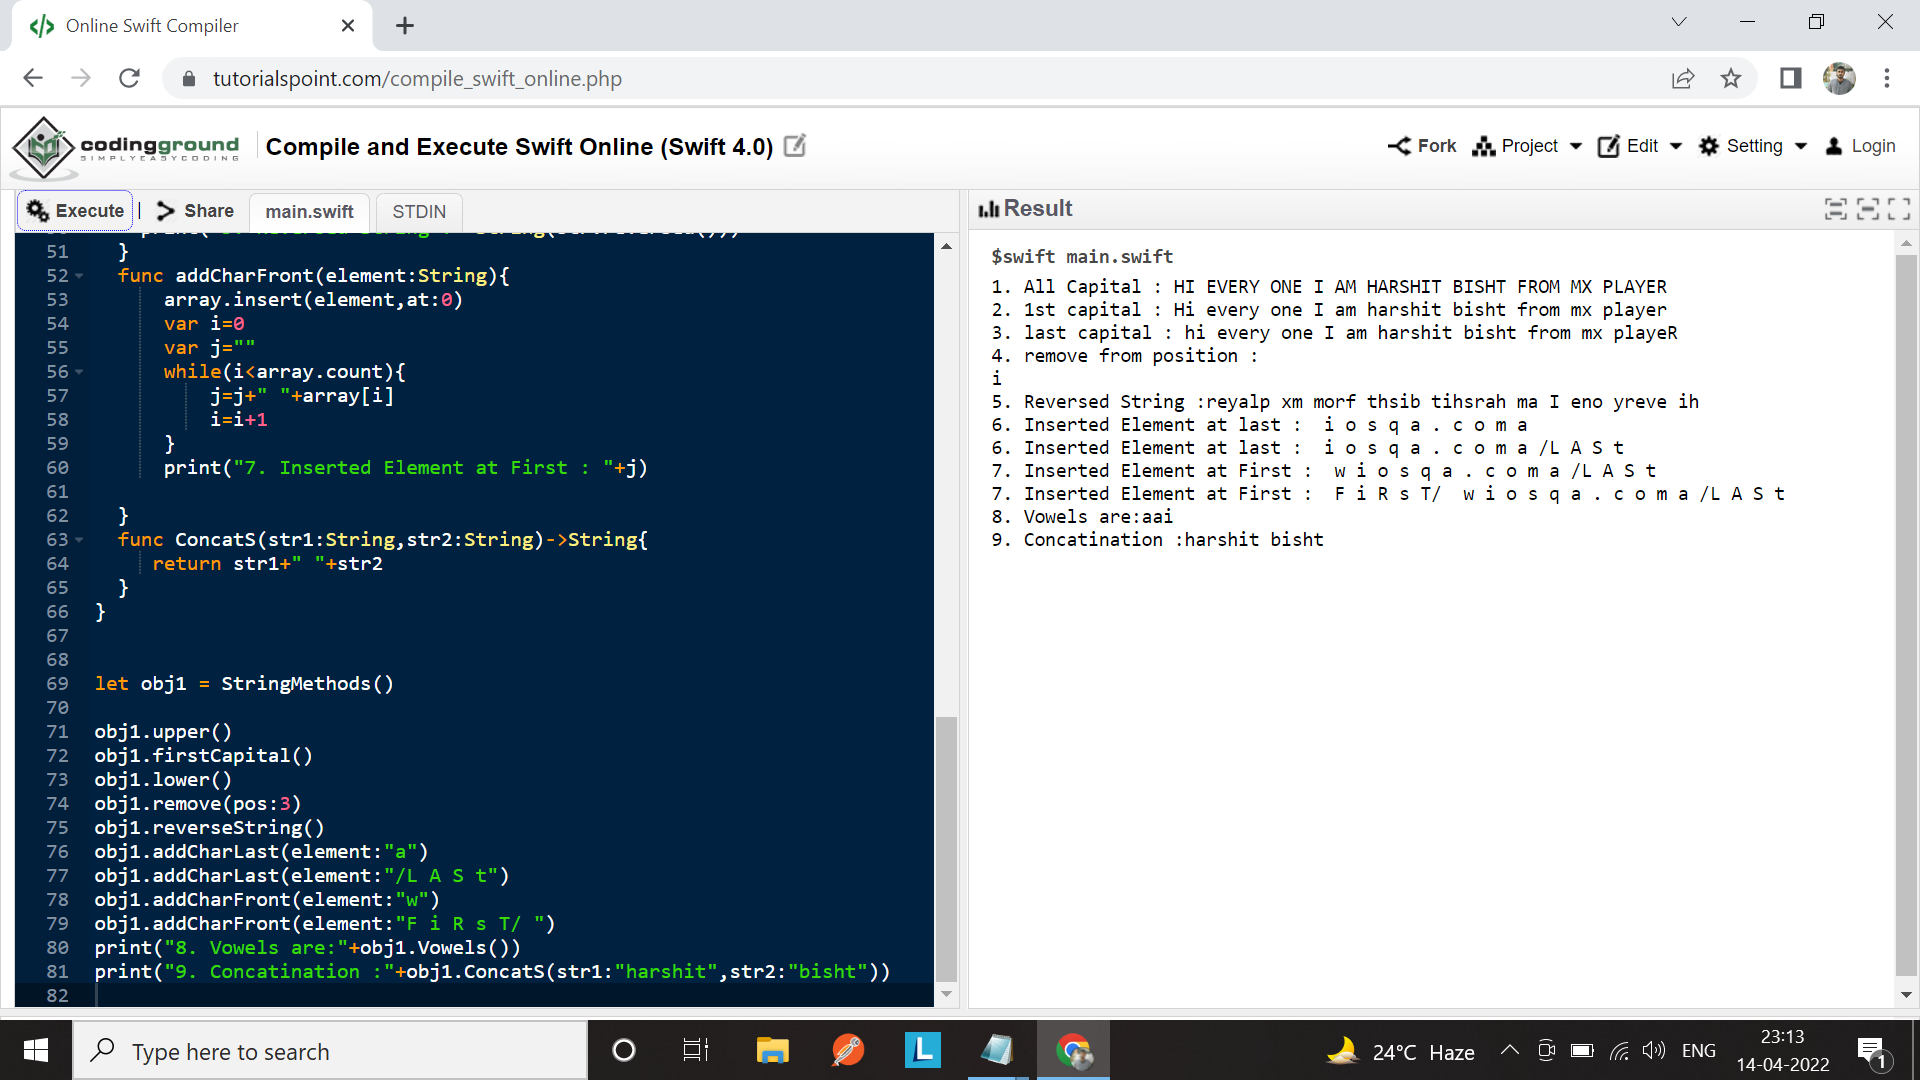 Online Swift Compiler
tutorialspoint.com/compile_swift_online.php
codingground
SIMPLYEASYCODING
Compile and Execute Swift Online (Swift 4.0)
Fork Project Edit Setting Login
Execute | Share main.swift STDIN
Result
51 }
52 func addCharFront(element:String){
53 array.insert(element,at:0)
54 var i=0
55 var j=""
56 while(i<array.count){
57 j=j+" "+array[i]
58 i=i+1
59 }
60 print("7. Inserted Element at First : "+j)
61
62 }
63 func ConcatS(str1:String,str2:String)->String{
64 return str1+" "+str2
65 }
66 }
67
68
69 let obj1 = StringMethods()
70
71 obj1.upper()
72 obj1.firstCapital()
73 obj1.lower()
74 obj1.remove(pos:3)
75 obj1.reverseString()
76 obj1.addCharLast(element:"a")
77 obj1.addCharLast(element:"/L A S t")
78 obj1.addCharFront(element:"w")
79 obj1.addCharFront(element:"F i R s T/ ")
80 print("8. Vowels are:"+obj1.Vowels())
81 print("9. Concatination :"+obj1.ConcatS(str1:"harshit",str2:"bisht"))
82
$swift main.swift
1. All Capital : HI EVERY ONE I AM HARSHIT BISHT FROM MX PLAYER
2. 1st capital : Hi every one I am harshit bisht from mx player
3. last capital : hi every one I am harshit bisht from mx playeR
4. remove from position :
i
5. Reversed String :reyalp xm morf thsib tihsrah ma I eno yreve ih
6. Inserted Element at last :  i o s q a . c o m a
6. Inserted Element at last :  i o s q a . c o m a /L A S t
7. Inserted Element at First :  w i o s q a . c o m a /L A S t
7. Inserted Element at First :  F i R s T/  w i o s q a . c o m a /L A S t
8. Vowels are:aai
9. Concatination :harshit bisht
Type here to search
L
24°C Haze
ENG
23:13
14-04-2022
1